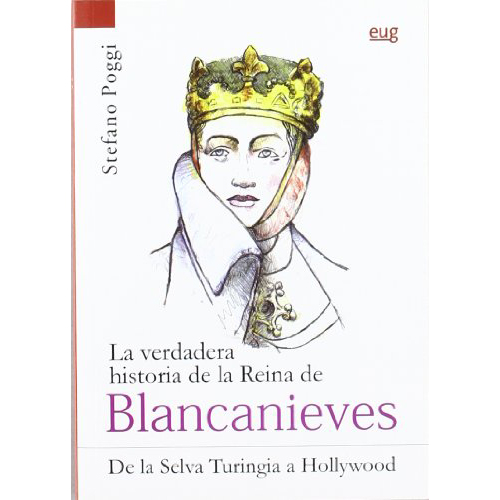 eug
Stefano Poggi
La verdadera
historia de la Reina de
Blancanieves
De la Selva Turingia a Hollywood